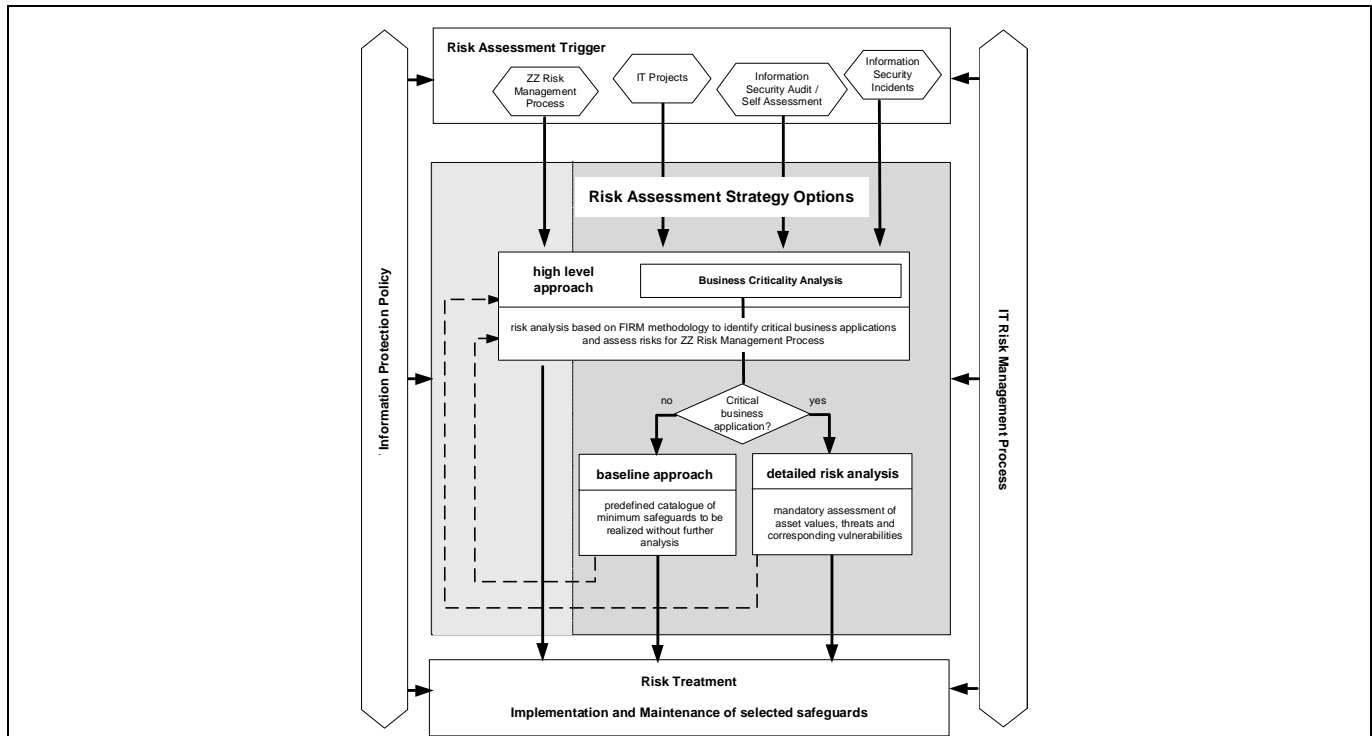 Risk Assessment Trigger
ZZ Risk
Management
Process
IT Projects
Information
Security Audit /
Self Assessment
Information
Security
Incidents
Risk Assessment Strategy Options
high level
approach
Business Criticality Analysis
risk analysis based on FIRM methodology to identify critical business applications
and assess risks for ZZ Risk Management Process
no
Critical
business
application?
yes
baseline approach
predefined catalogue of
minimum safeguards to be
realized without further
analysis
detailed risk analysis
mandatory assessment of
asset values, threats and
corresponding vulnerabilities
Risk Treatment
Implementation and Maintenance of selected safeguards
Information Protection Policy
IT Risk Management Process